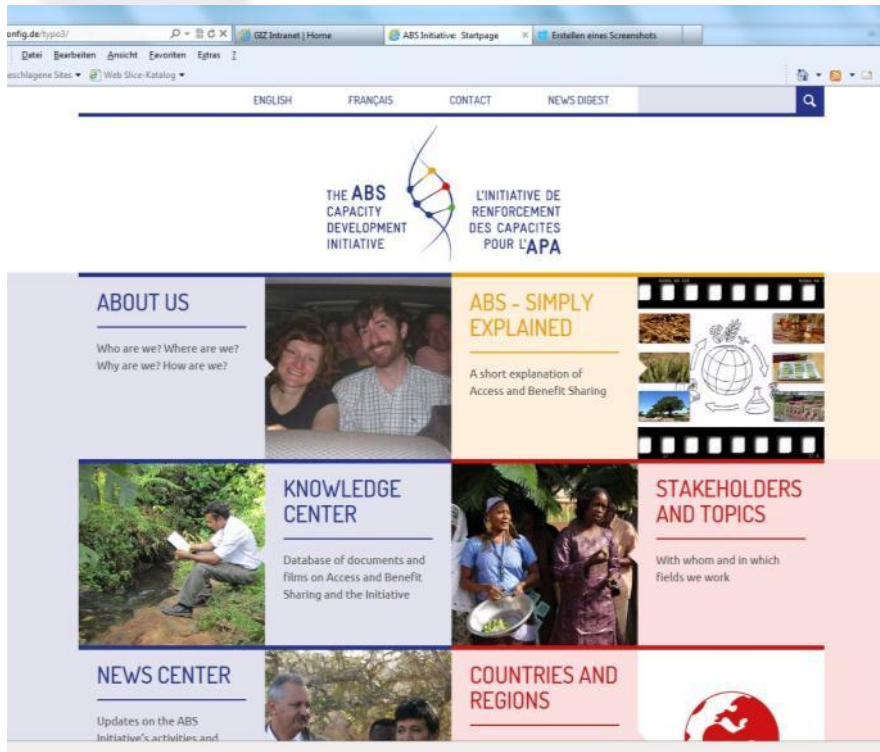 onfig.de/typo3/
GIZ Intranet | Home
ABS Initiative: Startpage
Erstellen eines Screenshots
Datei Bearbeiten Ansicht Favoriten Extras ?
eschlagene Sites
Web Slice-Katalog
ENGLISH
FRANÇAIS
CONTACT
NEWS DIGEST
THE ABS
CAPACITY
DEVELOPMENT
INITIATIVE
L'INITIATIVE DE
RENFORCEMENT
DES CAPACITES
POUR L'APA
ABOUT US
Who are we? Where are we?
Why are we? How are we?
ABS - SIMPLY
EXPLAINED
A short explanation of
Access and Benefit Sharing
KNOWLEDGE
CENTER
Database of documents and
films on Access and Benefit
Sharing and the Initiative
STAKEHOLDERS
AND TOPICS
With whom and in which
fields we work
NEWS CENTER
Updates on the ABS
Initiative's activities and
COUNTRIES AND
REGIONS